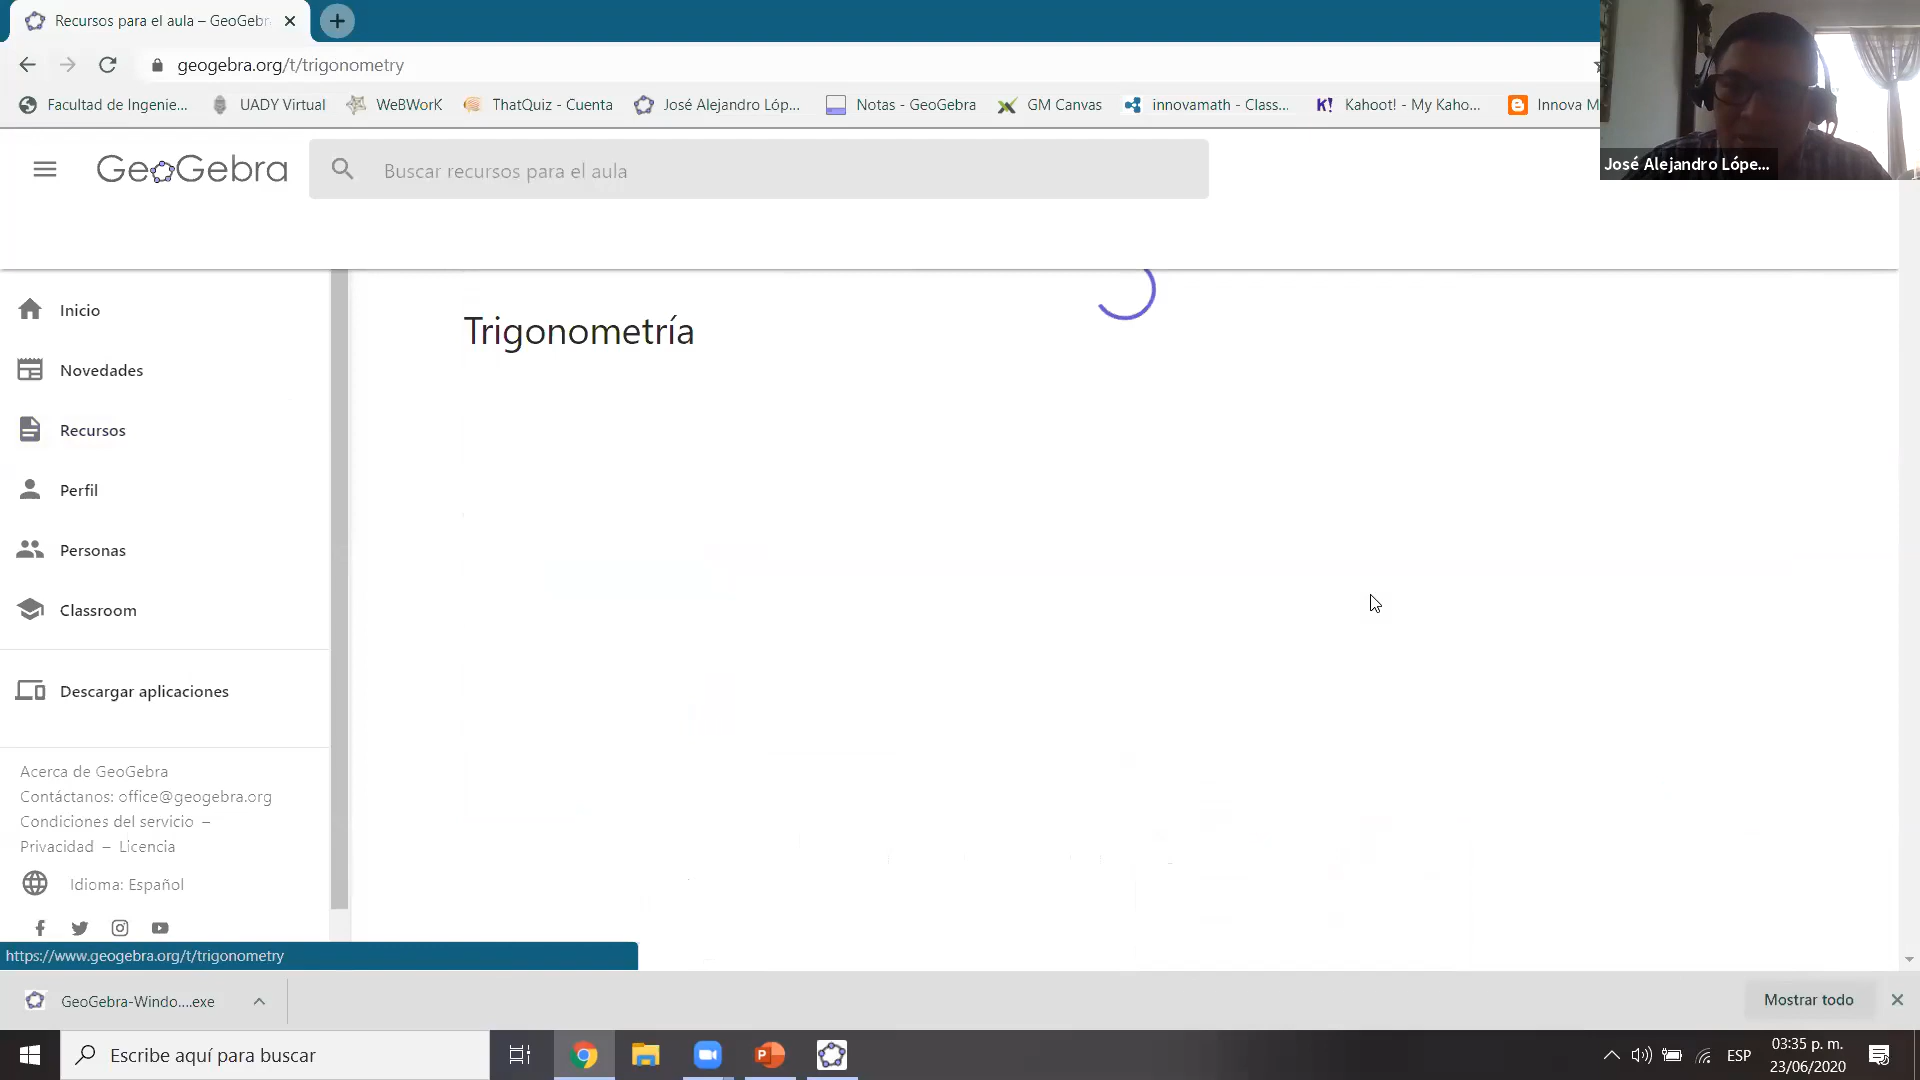 Recursos para el aula – GeoGebr
geogebra.org/t/trigonometry
Facultad de Ingenie...
UADY Virtual
WeBWorK
ThatQuiz - Cuenta
José Alejandro Lóp...
Notas - GeoGebra
GM Canvas
innovamath - Class...
K! Kahoot! - My Kaho...
Innova M
José Alejandro Lópe...
GeoGebra
Buscar recursos para el aula
Inicio
Novedades
Recursos
Perfil
Personas
Classroom
Descargar aplicaciones
Acerca de GeoGebra
Contáctanos: office@geogebra.org
Condiciones del servicio –
Privacidad – Licencia
Idioma: Español
Trigonometría
https://www.geogebra.org/t/trigonometry
GeoGebra-Windo....exe
Mostrar todo
Escribe aquí para buscar
ESP
03:35 p. m.
23/06/2020